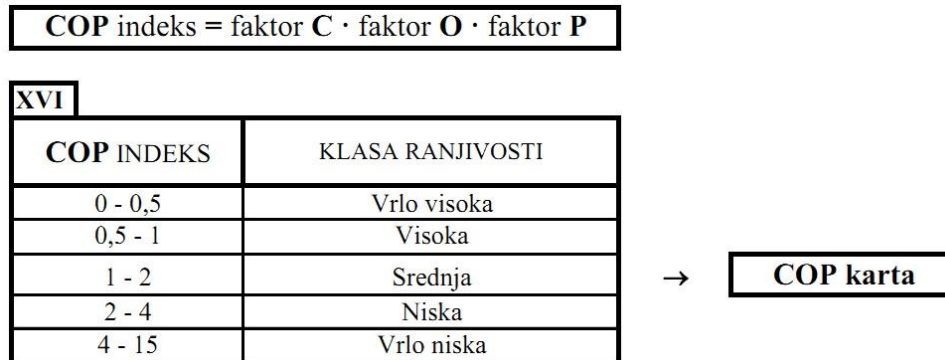 COP indeks = faktor C · faktor O · faktor P
XVI
COP INDEKS KLASA RANJIVOSTI
0 - 0,5 Vrlo visoka
0,5 - 1 Visoka
1 - 2 Srednja → COP karta
2 - 4 Niska
4 - 15 Vrlo niska